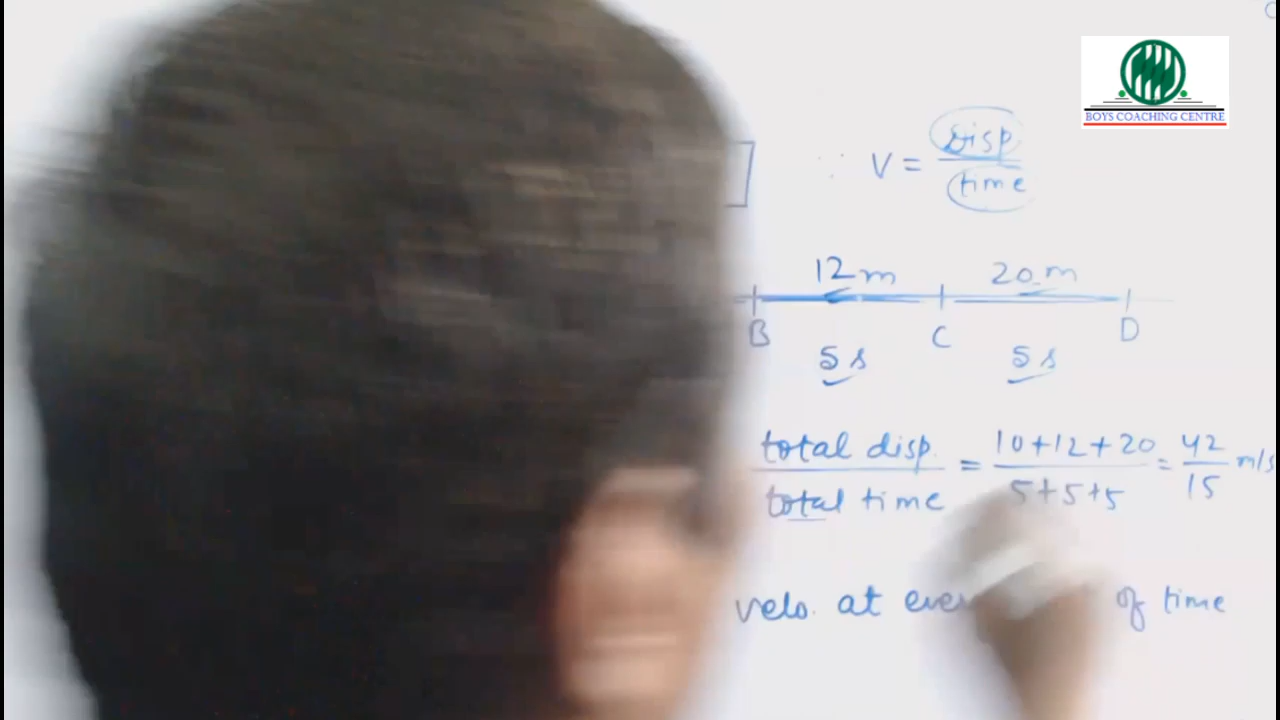 BOYS COACHING CENTRE
] ∵ V = Disp / time
12 m 20 m
B C D
5 s 5 s
total disp. / total time = 10+12+20 / 5+5+5 = 42 / 15 m/s
velo. at of time